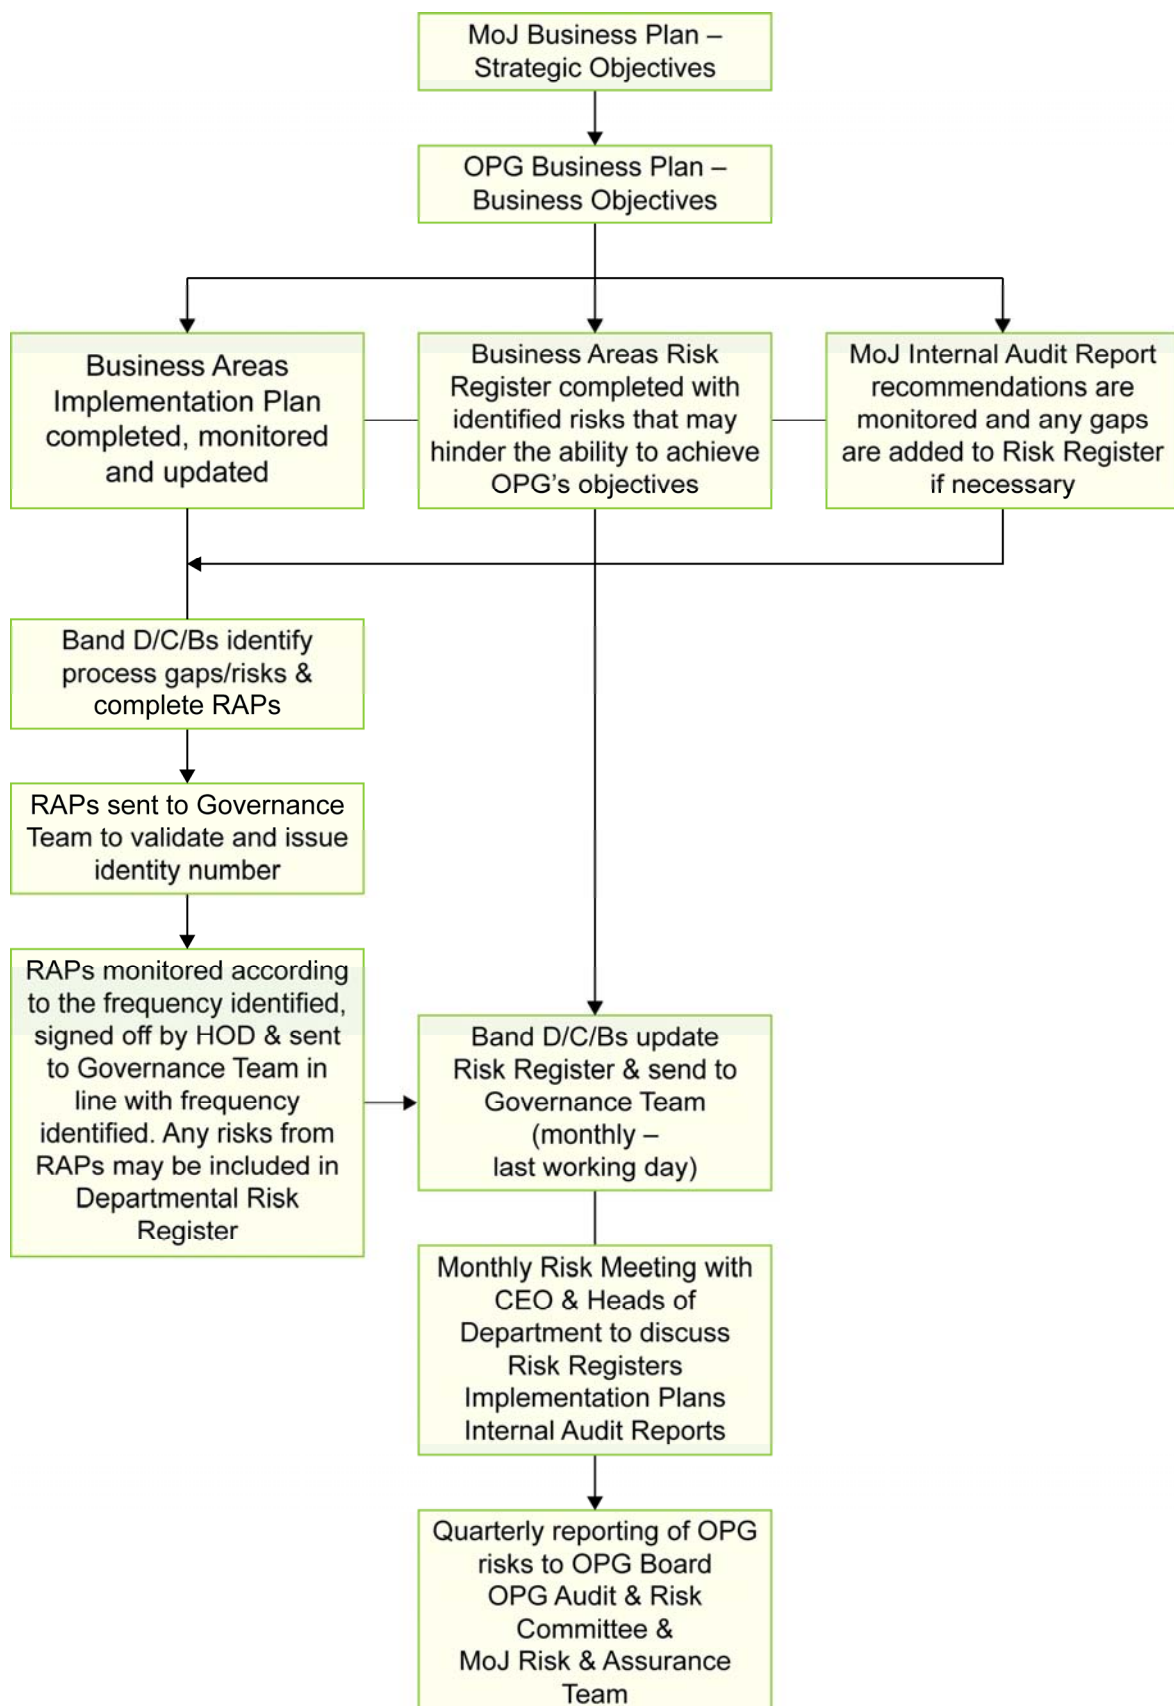 MoJ Business Plan –
Strategic Objectives
OPG Business Plan –
Business Objectives
Business Areas
Implementation Plan
completed, monitored
and updated
Business Areas Risk
Register completed with
identified risks that may
hinder the ability to achieve
OPG’s objectives
MoJ Internal Audit Report
recommendations are
monitored and any gaps
are added to Risk Register
if necessary
Band D/C/Bs identify
process gaps/risks &
complete RAPs
RAPs sent to Governance
Team to validate and issue
identity number
RAPs monitored according
to the frequency identified,
signed off by HOD & sent
to Governance Team in
line with frequency
identified. Any risks from
RAPs may be included in
Departmental Risk
Register
Band D/C/Bs update
Risk Register & send to
Governance Team
(monthly –
last working day)
Monthly Risk Meeting with
CEO & Heads of
Department to discuss
Risk Registers
Implementation Plans
Internal Audit Reports
Quarterly reporting of OPG
risks to OPG Board
OPG Audit & Risk
Committee &
MoJ Risk & Assurance
Team